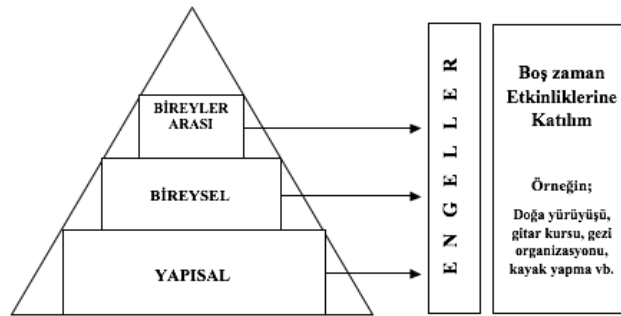 BİREYLER
ARASI
BİREYSEL
YAPISAL
ENGELLER
Boş zaman
Etkinliklerine
Katılım
Örneğin;
Doğa yürüyüşü,
gitar kursu, gezi
organizasyonu,
kayak yapma vb.